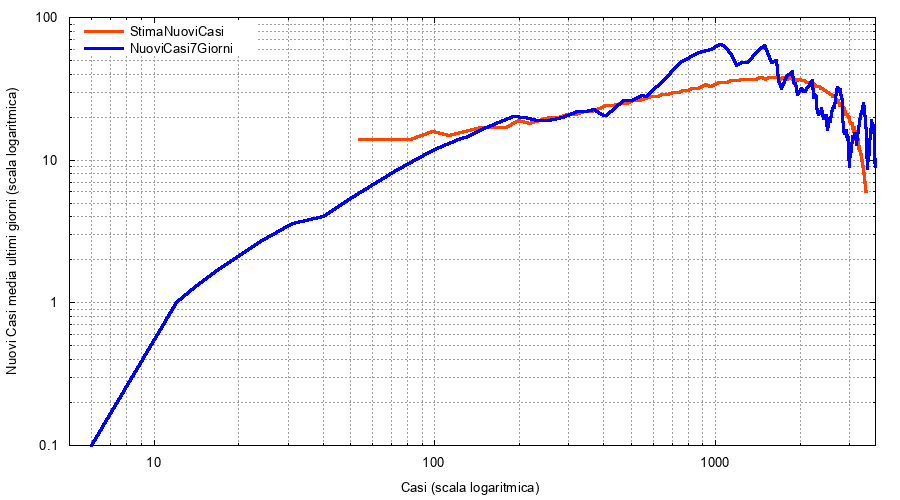 100
StimaNuoviCasi
NuoviCasi7Giorni
10
1
0.1
Nuovi Casi media ultimi giorni (scala logaritmica)
10
100
1000
Casi (scala logaritmica)